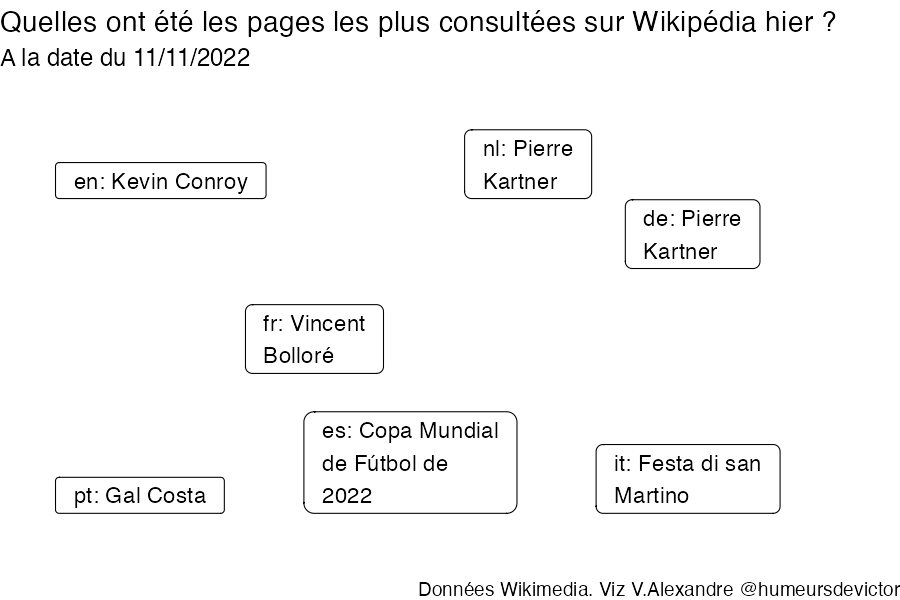 Quelles ont été les pages les plus consultées sur Wikipédia hier ?
A la date du 11/11/2022
en: Kevin Conroy
nl: Pierre
Kartner
de: Pierre
Kartner
fr: Vincent
Bolloré
es: Copa Mundial
de Fútbol de
2022
pt: Gal Costa
it: Festa di san
Martino
Données Wikimedia. Viz V.Alexandre @humeursdevictor